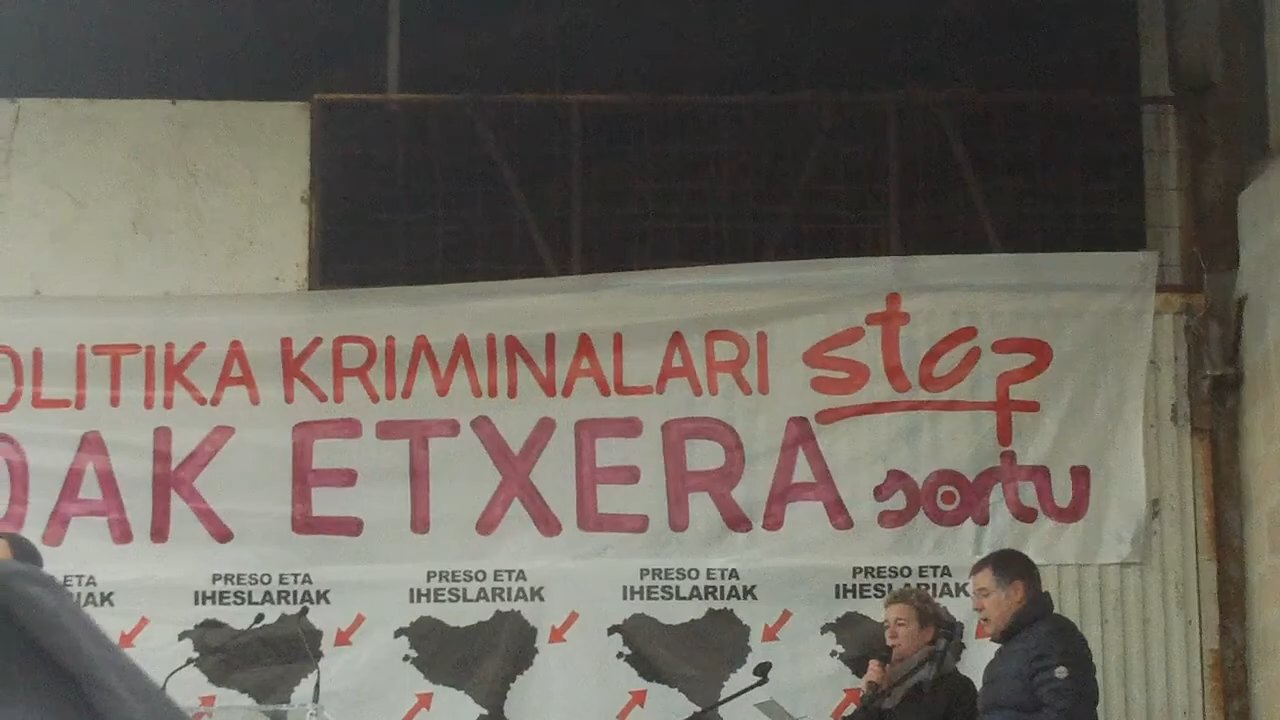 OLITIKA KRIMINALARI stop
OAK ETXERA sortu
ETA
IAK
PRESO ETA
IHESLARIAK
PRESO ETA
IHESLARIAK
PRESO ETA
IHESLARIAK
PRESO ETA
IHESLARIAK